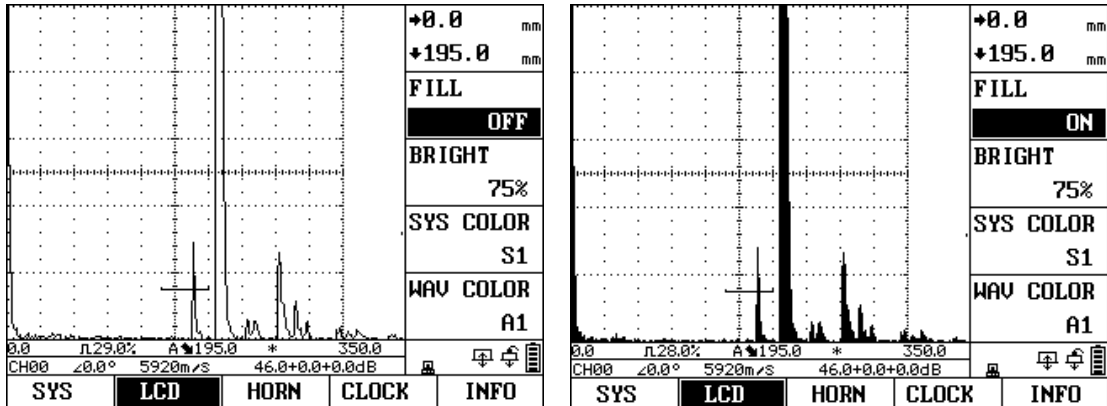 →0.0 mm
↓195.0 mm
FILL
OFF
BRIGHT
75%
SYS COLOR
S1
WAV COLOR
A1
0.0 29.0% A 195.0 * 350.0
CH00 ∠0.0° 5920m/s 46.0+0.0+0.0dB
SYS LCD HORN CLOCK INFO
→0.0 mm
↓195.0 mm
FILL
ON
BRIGHT
75%
SYS COLOR
S1
WAV COLOR
A1
0.0 28.0% A 195.0 * 350.0
CH00 ∠0.0° 5920m/s 46.0+0.0+0.0dB
SYS LCD HORN CLOCK INFO